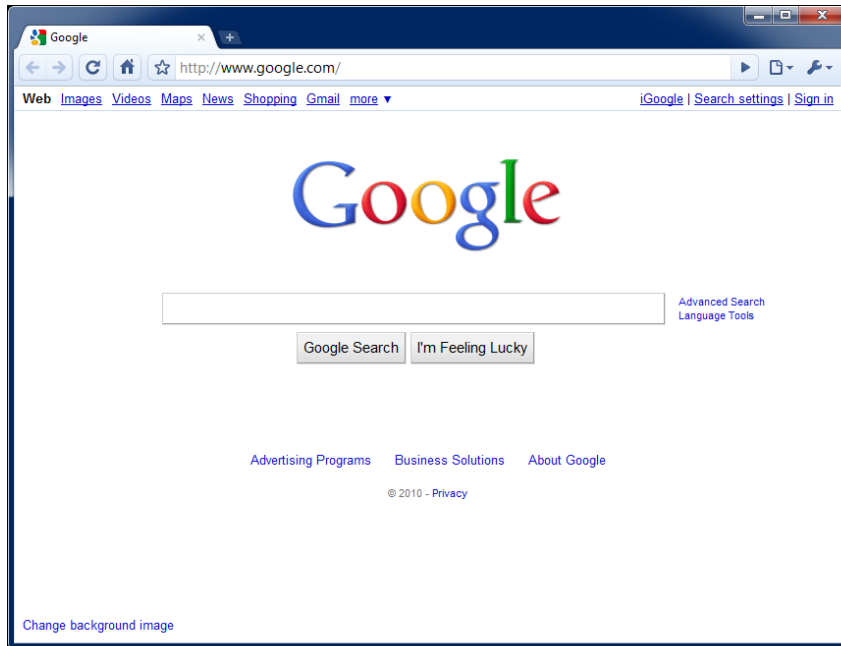 Google
http://www.google.com/
Web Images Videos Maps News Shopping Gmail more ▼ iGoogle | Search settings | Sign in
Google
Advanced Search
Language Tools
Google Search I'm Feeling Lucky
Advertising Programs Business Solutions About Google
© 2010 - Privacy
Change background image